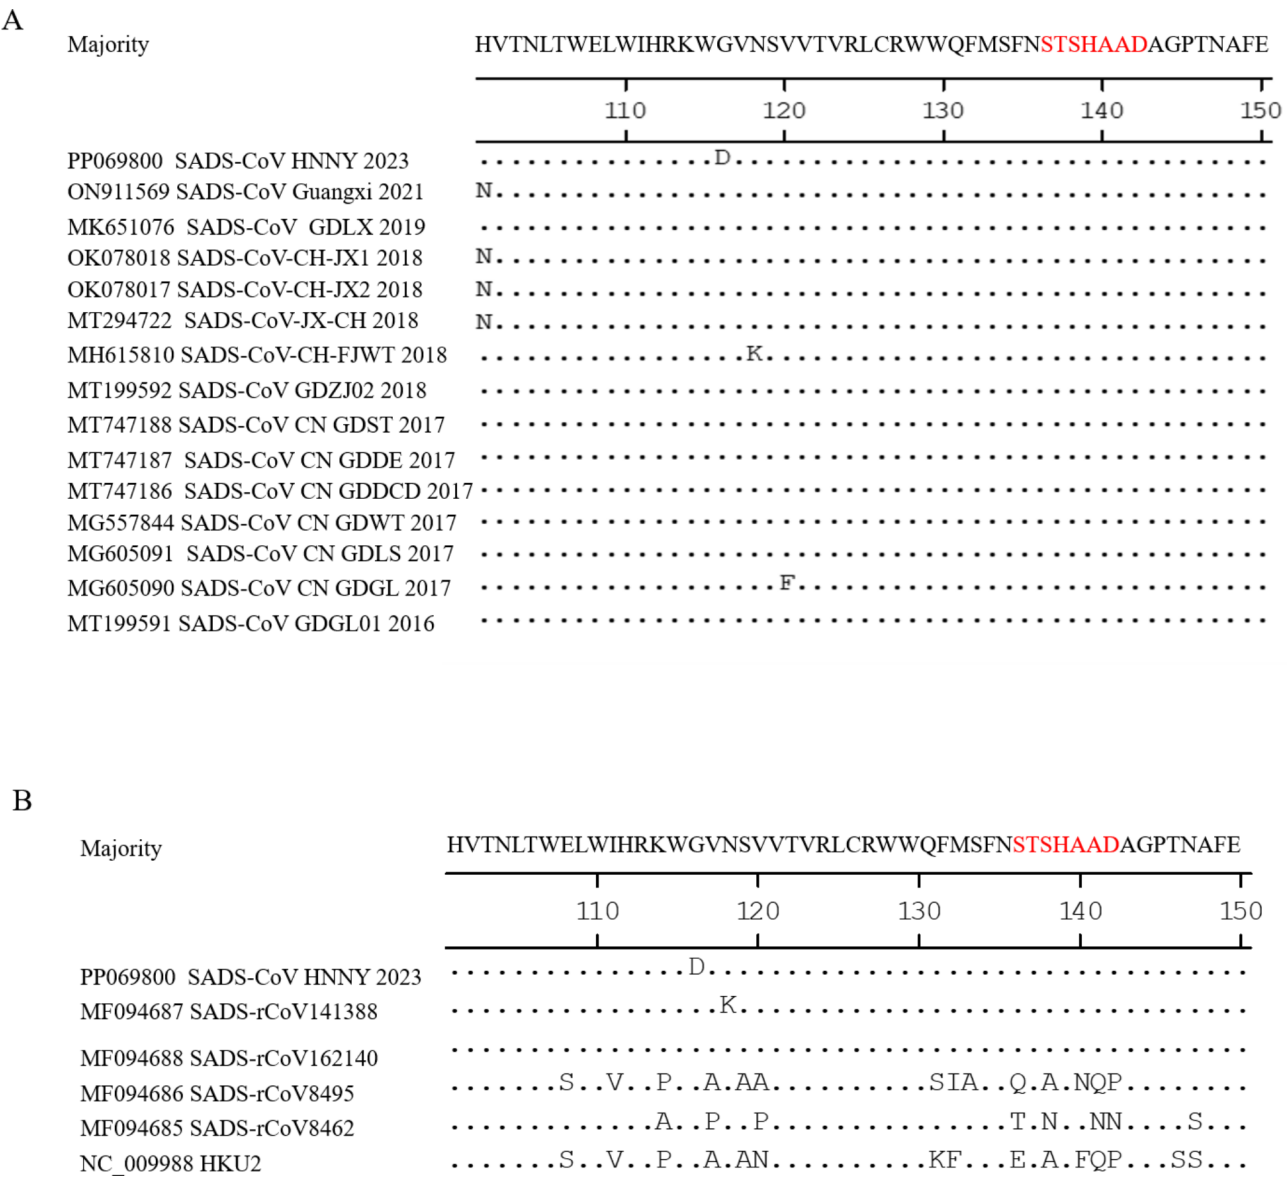 A
Majority HVTNLTWELWIHRKWGVNSVVTVRLCRWWQFMSFNSTSHAADAGPTNAFE
110 120 130 140 150
PP069800 SADS-CoV HNNY 2023 ...............D..................................
ON911569 SADS-CoV Guangxi 2021 N.................................................
MK651076 SADS-CoV GDLX 2019 ..................................................
OK078018 SADS-CoV-CH-JX1 2018 N.................................................
OK078017 SADS-CoV-CH-JX2 2018 N.................................................
MT294722 SADS-CoV-JX-CH 2018 N.................................................
MH615810 SADS-CoV-CH-FJWT 2018 .................K................................
MT199592 SADS-CoV GDZJ02 2018 ..................................................
MT747188 SADS-CoV CN GDST 2017 ..................................................
MT747187 SADS-CoV CN GDDE 2017 ..................................................
MT747186 SADS-CoV CN GDDCD 2017 ..................................................
MG557844 SADS-CoV CN GDWT 2017 ..................................................
MG605091 SADS-CoV CN GDLS 2017 ..................................................
MG605090 SADS-CoV CN GDGL 2017 ...................F..............................
MT199591 SADS-CoV GDGL01 2016 ..................................................
B
Majority HVTNLTWELWIHRKWGVNSVVTVRLCRWWQFMSFNSTSHAADAGPTNAFE
110 120 130 140 150
PP069800 SADS-CoV HNNY 2023 ...............D..................................
MF094687 SADS-rCoV141388 .................K................................
MF094688 SADS-rCoV162140 ..................................................
MF094686 SADS-rCoV8495 .......S..V..P..A.AA..........SIA..Q.A.NQP........
MF094685 SADS-rCoV8462 .............A..P..P...............T.N..NN....S...
NC_009988 HKU2 .......S..V..P..A.AN..........KF...E.A.FQP...SS...